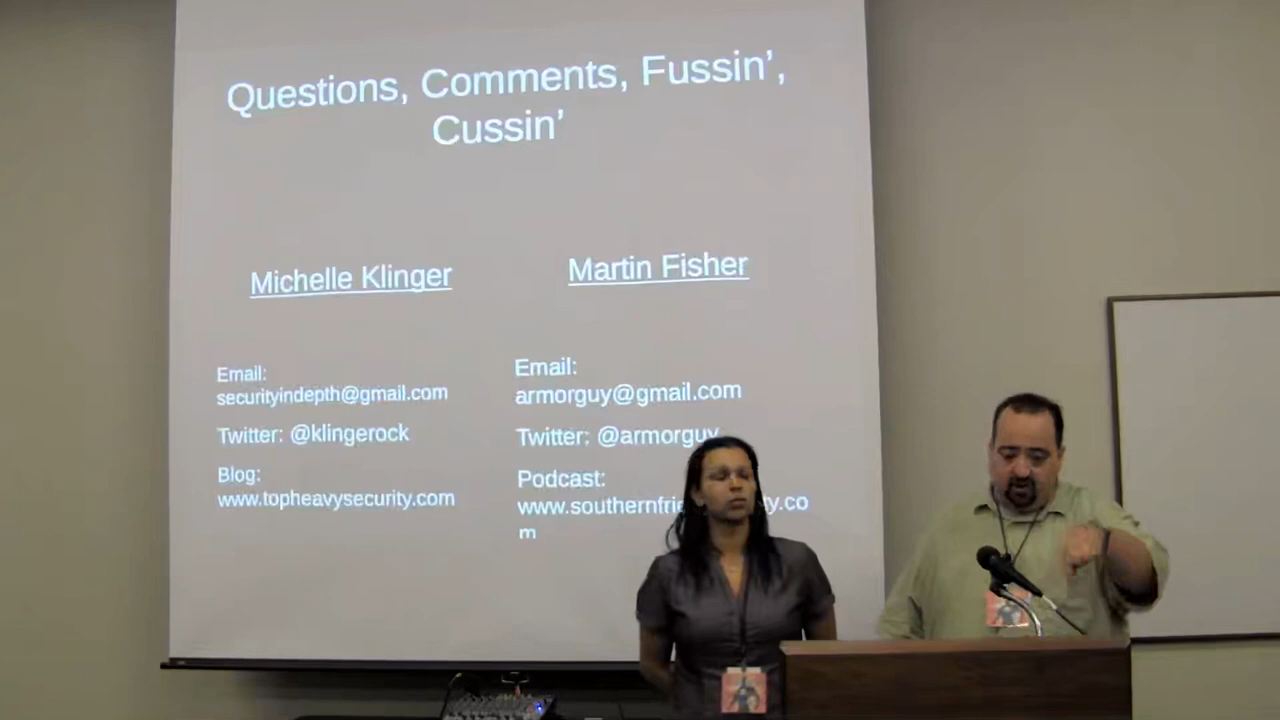 Questions, Comments, Fussin',
Cussin'
Michelle Klinger
Email:
securityindepth@gmail.com
Twitter: @klingerock
Blog:
www.topheavysecurity.com
Martin Fisher
Email:
armorguy@gmail.com
Twitter: @armorguy
Podcast: